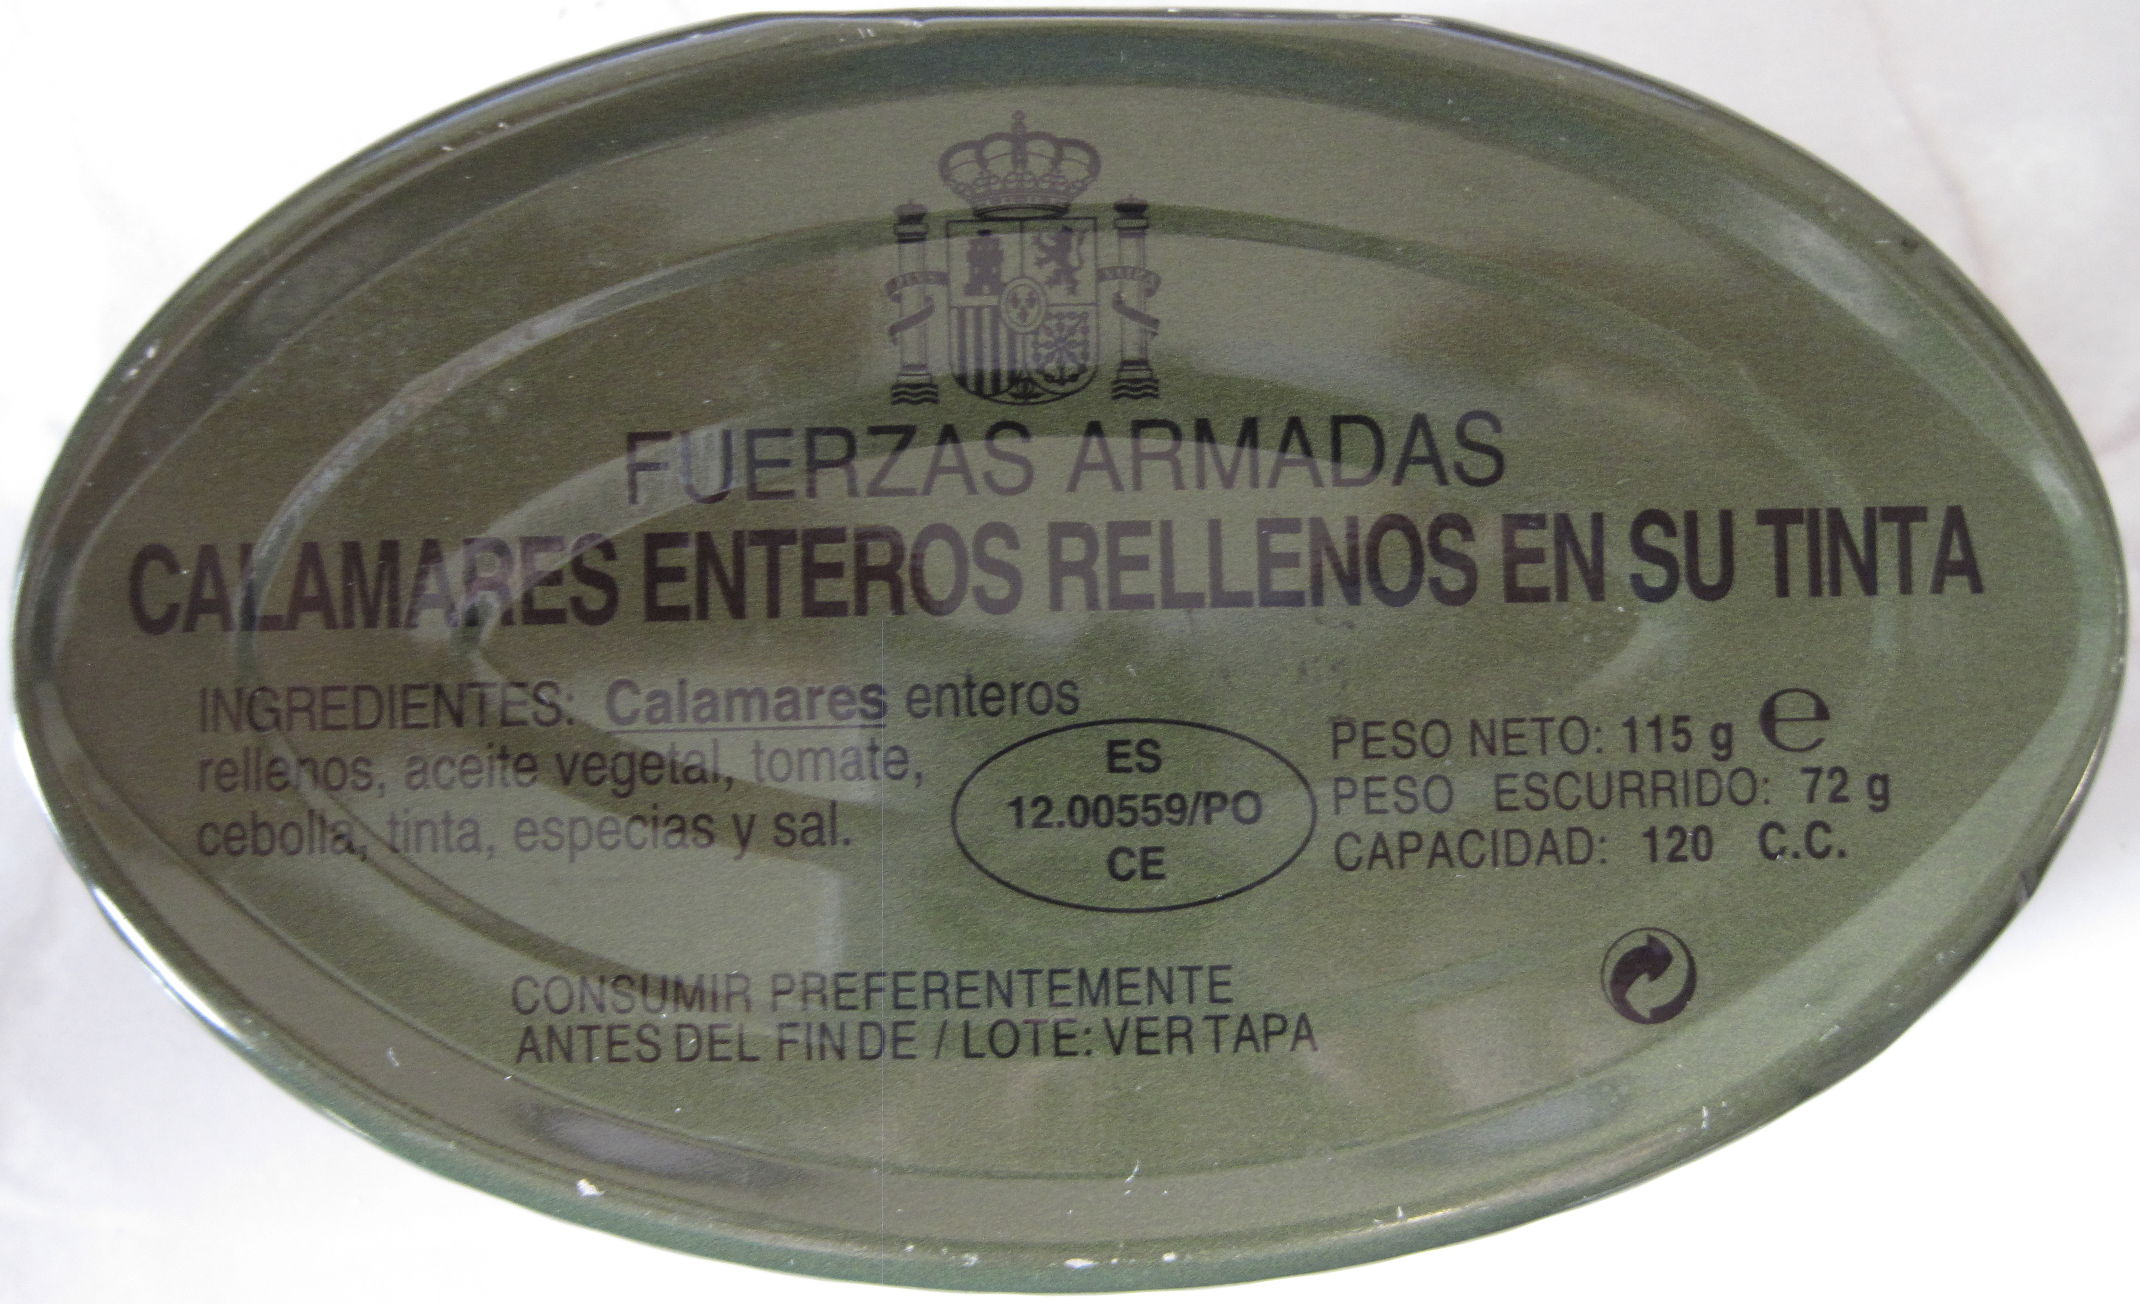 FUERZAS ARMADAS
CALAMARES ENTEROS RELLENOS EN SU TINTA
INGREDIENTES: Calamares enteros
rellenos, aceite vegetal, tomate,
cebolla, tinta, especias y sal.
ES
12.00559/PO
CE
PESO NETO: 115 g e
PESO ESCURRIDO: 72 g
CAPACIDAD: 120 C.C.
CONSUMIR PREFERENTEMENTE
ANTES DEL FIN DE / LOTE: VER TAPA